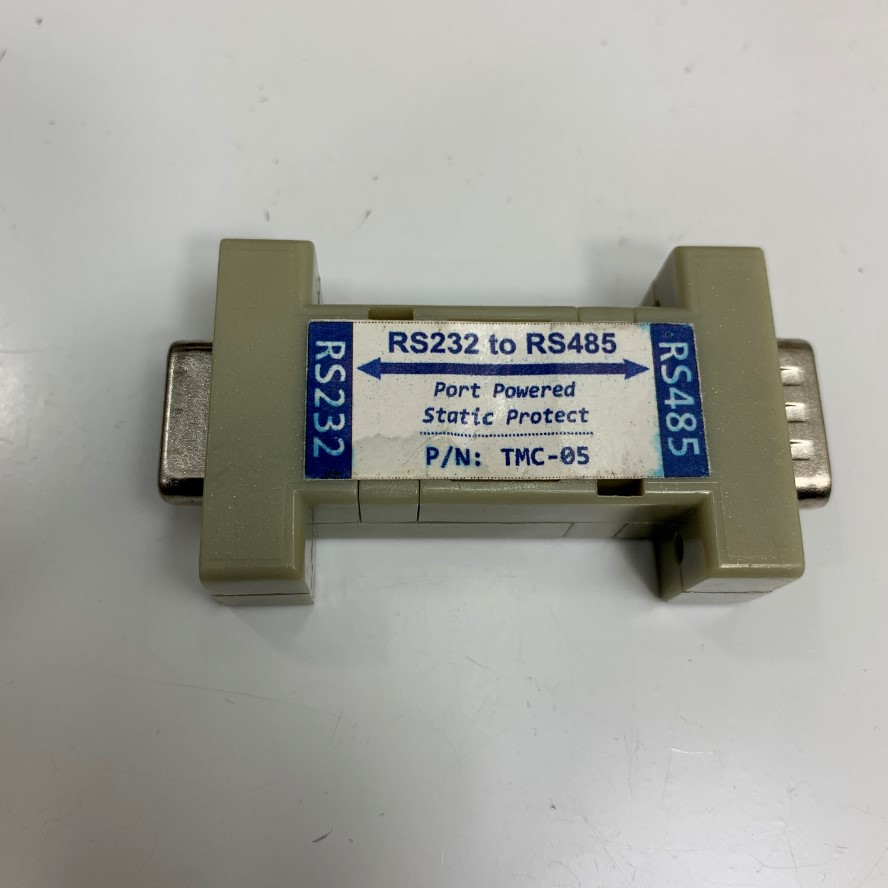 RS232 to RS485
RS232
Port Powered
Static Protect
P/N: TMC-05
RS485